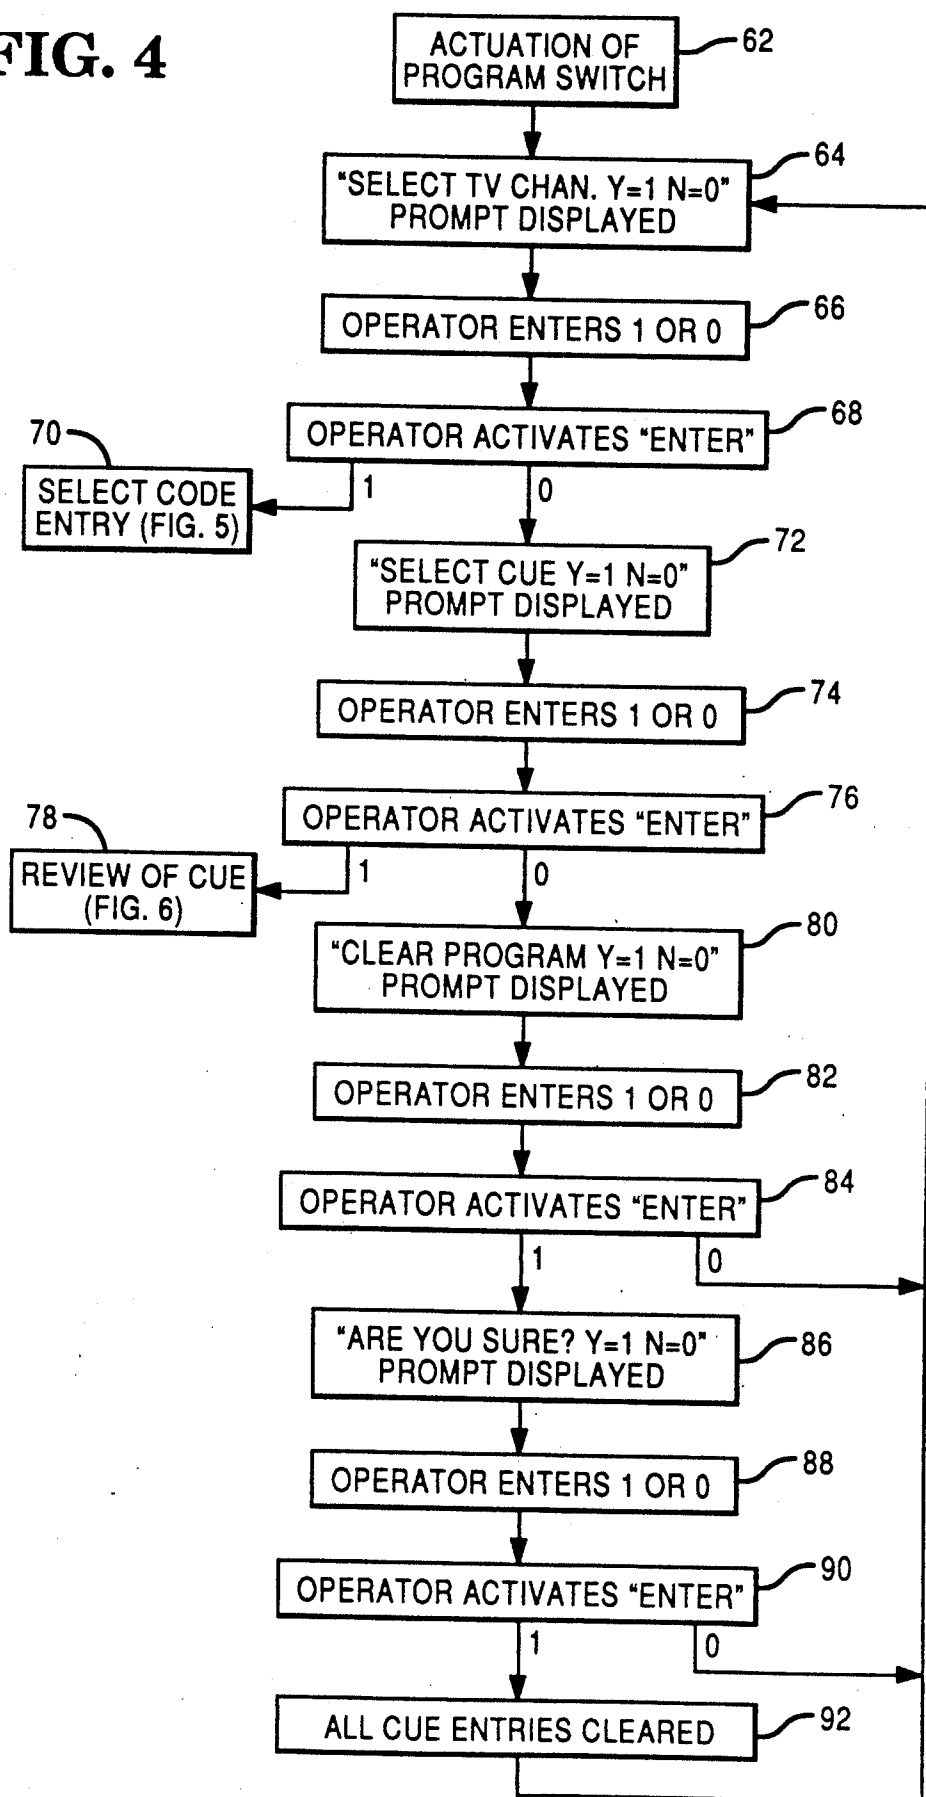 FIG. 4
ACTUATION OF
PROGRAM SWITCH
62
"SELECT TV CHAN. Y=1 N=0"
PROMPT DISPLAYED
64
OPERATOR ENTERS 1 OR 0
66
OPERATOR ACTIVATES "ENTER"
68
70
SELECT CODE
ENTRY (FIG. 5)
1
0
"SELECT CUE Y=1 N=0"
PROMPT DISPLAYED
72
OPERATOR ENTERS 1 OR 0
74
OPERATOR ACTIVATES "ENTER"
76
78
REVIEW OF CUE
(FIG. 6)
1
0
"CLEAR PROGRAM Y=1 N=0"
PROMPT DISPLAYED
80
OPERATOR ENTERS 1 OR 0
82
OPERATOR ACTIVATES "ENTER"
84
1
0
"ARE YOU SURE? Y=1 N=0"
PROMPT DISPLAYED
86
OPERATOR ENTERS 1 OR 0
88
OPERATOR ACTIVATES "ENTER"
90
1
0
ALL CUE ENTRIES CLEARED
92